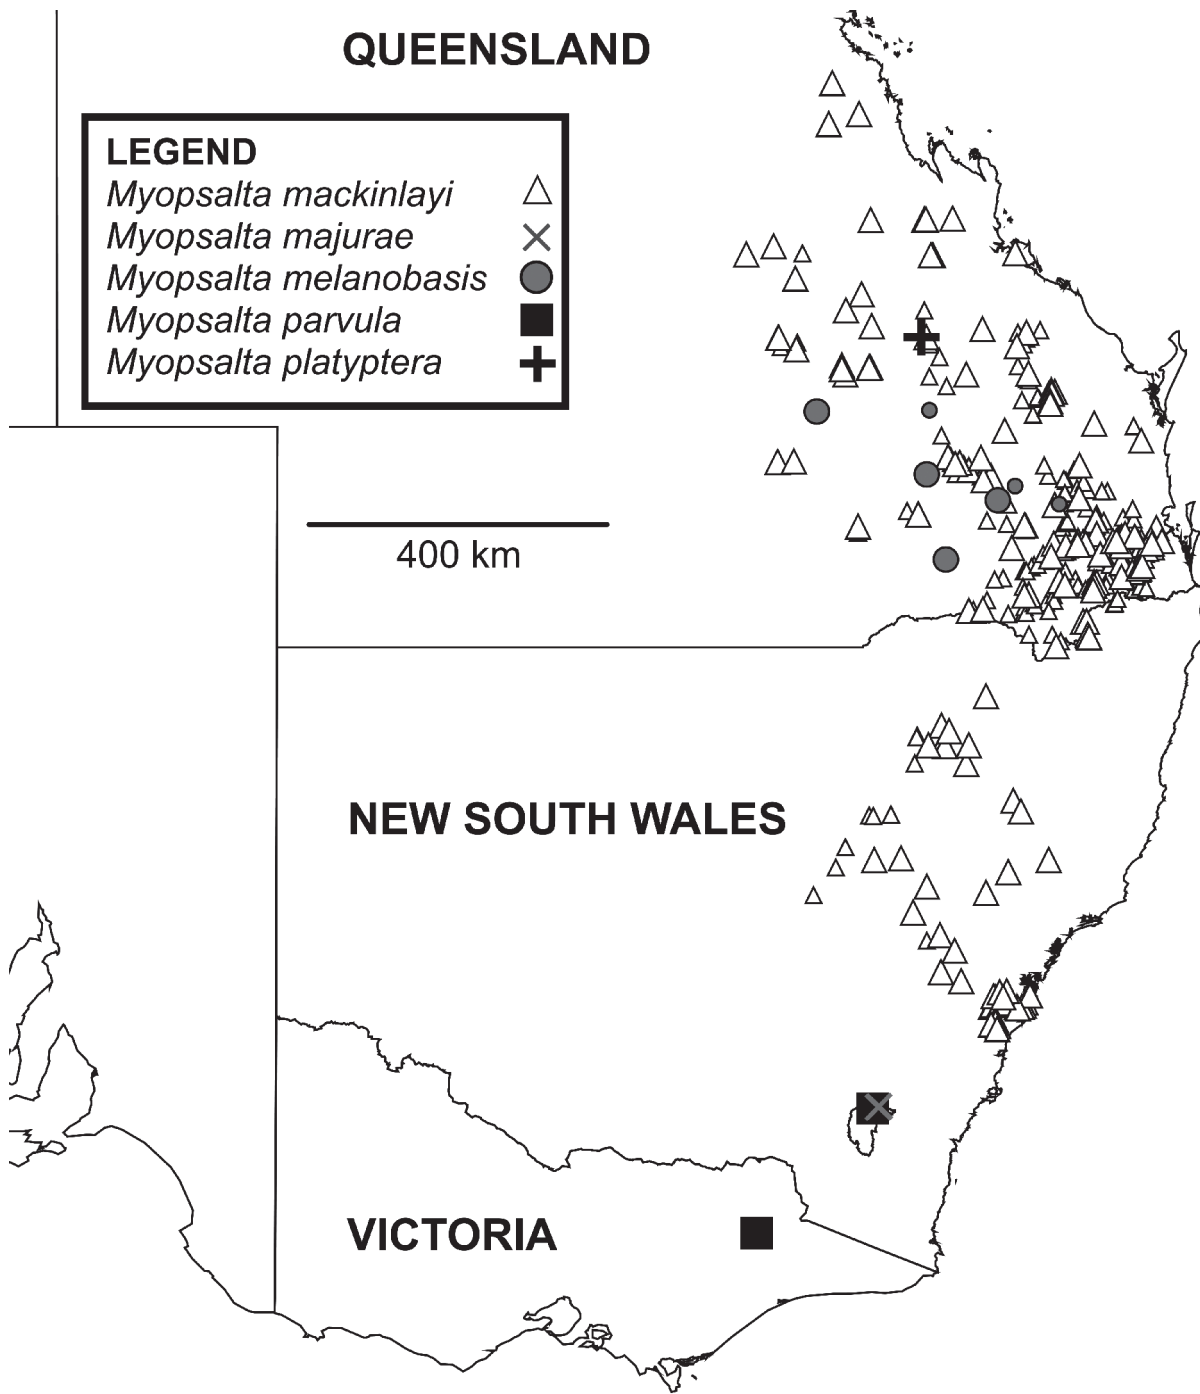 QUEENSLAND
LEGEND
Myopsalta mackinlayi
Myopsalta majurae
Myopsalta melanobasis
Myopsalta parvula
Myopsalta platyptera
400 km
NEW SOUTH WALES
VICTORIA